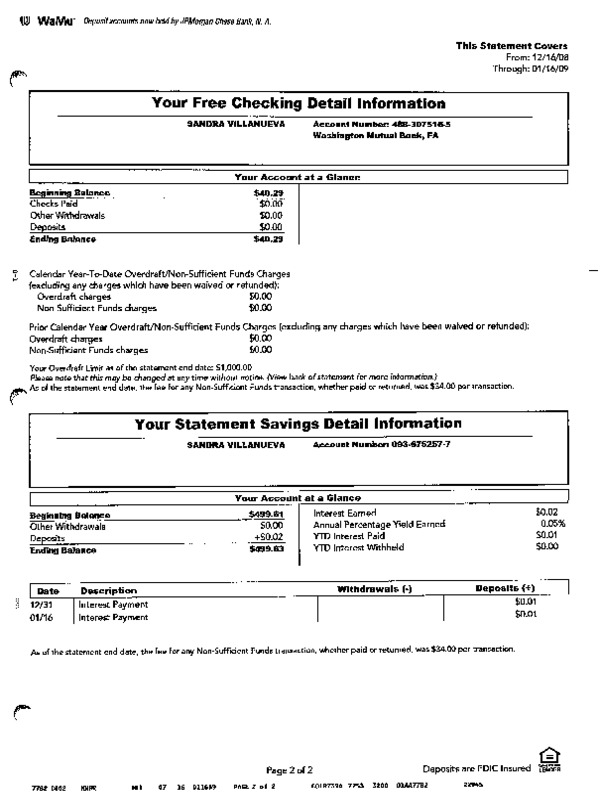 WaMu Deposit accounts now held by JPMorgan Chase Bank, N. A.
This Statement Covers
From: 12/16/08
Through: 01/16/09
Your Free Checking Detail Information
SANDRA VILLANUEVA Account Number: 488-307516-5
Washington Mutual Bank, FA
Your Account at a Glance
Beginning Balance $40.29
Checks Paid $0.00
Other Withdrawals $0.00
Deposits $0.00
Ending Balance $40.29
Calendar Year-To-Date Overdraft/Non-Sufficient Funds Charges
(excluding any charges which have been waived or refunded):
Overdraft charges $0.00
Non Sufficient Funds charges $0.00
Prior Calendar Year Overdraft/Non-Sufficient Funds Charges (excluding any charges which have been waived or refunded):
Overdraft charges $0.00
Non-Sufficient Funds charges $0.00
Your Overdraft Limit as of the statement end date: $1,000.00
Please note that this may be changed at any time without notice. (View back of statement for more information.)
As of the statement end date, the fee for any Non-Sufficient Funds transaction, whether paid or returned, was $34.00 per transaction.
Your Statement Savings Detail Information
SANDRA VILLANUEVA Account Number: 093-675257-7
Your Account at a Glance
Beginning Balance $499.61 Interest Earned $0.02
Other Withdrawals $0.00 Annual Percentage Yield Earned 0.05%
Deposits +$0.02 YTD Interest Paid $0.01
Ending Balance $499.63 YTD Interest Withheld $0.00
Date Description Withdrawals (-) Deposits (+)
12/31 Interest Payment $0.01
01/16 Interest Payment $0.01
As of the statement end date, the fee for any Non-Sufficient Funds transaction, whether paid or returned, was $34.00 per transaction.
Page 2 of 2 Deposits are FDIC Insured
LENDER
PAGE 2 of 2